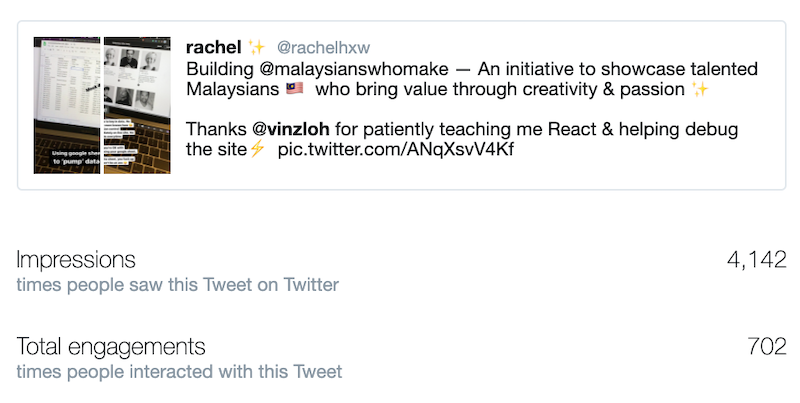 rachel ✨ @rachelhxw
Building @malaysianswhomake — An initiative to showcase talented
Malaysians 🇲🇾 who bring value through creativity & passion ✨
Thanks @vinzloh for patiently teaching me React & helping debug
the site⚡ pic.twitter.com/ANqXsvV4Kf
Using google shee
to 'pump' data
Impressions
4,142
times people saw this Tweet on Twitter
Total engagements
702
times people interacted with this Tweet